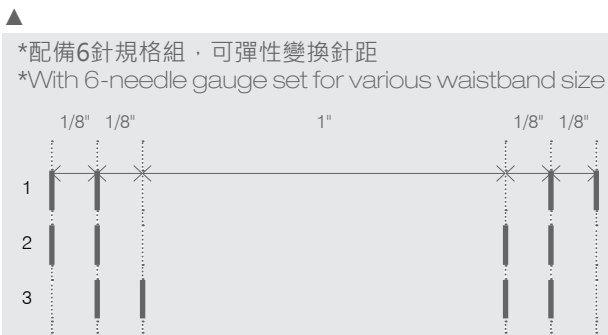 ▲
*配備6針規格組,可彈性變換針距
*With 6-needle gauge set for various waistband size
1/8" 1/8" 1" 1/8" 1/8"
1
2
3